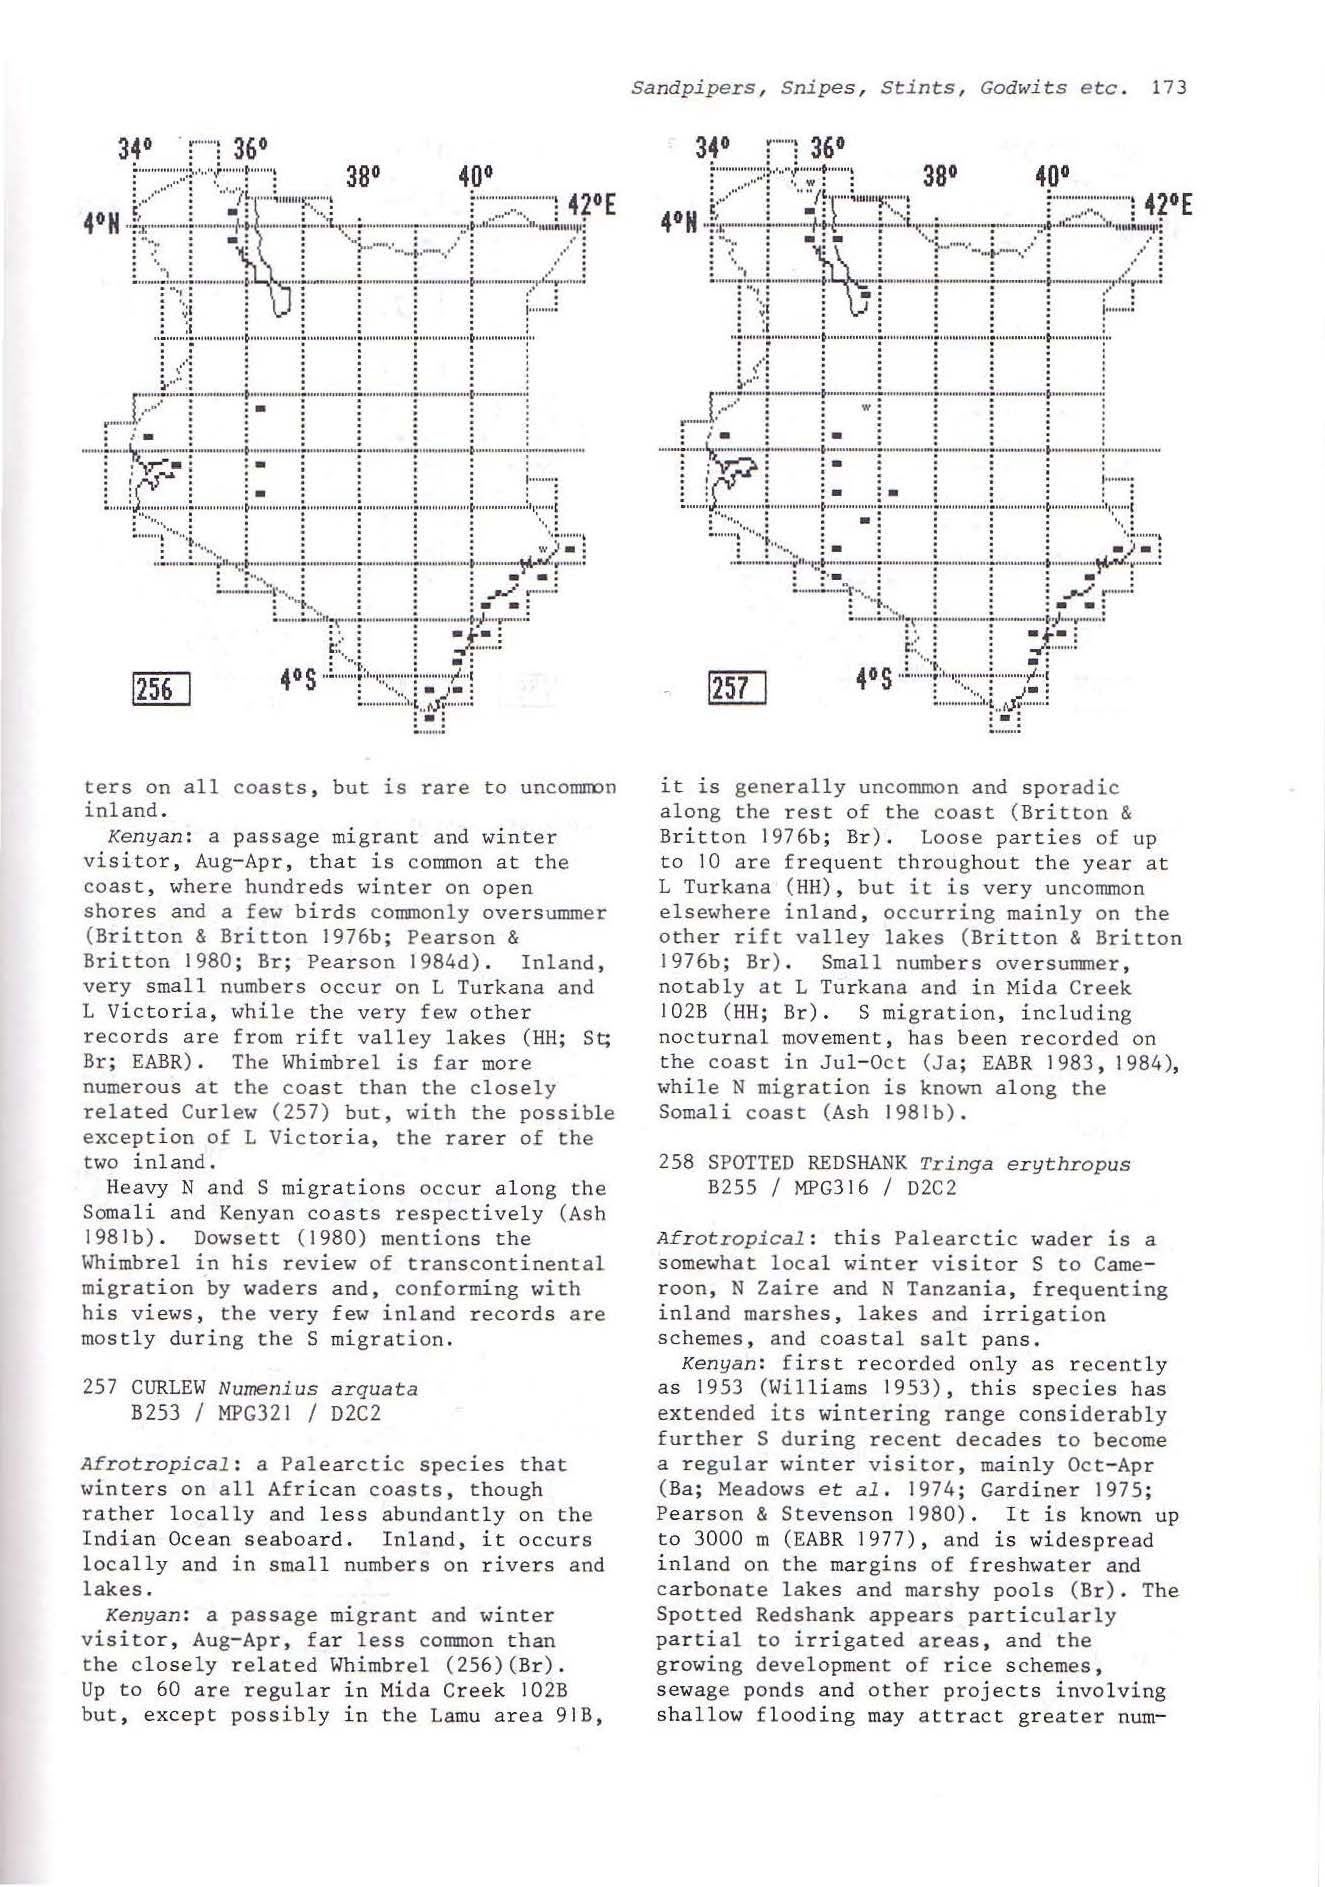 Sandpipers, Snipes, Stints, Godwits etc. 173
34° 36°
38° 40°
42°E
4°N
4°S
256
34° 36°
38° 40°
42°E
4°N
w
w
4°S
257
w
ters on all coasts, but is rare to uncommon
inland.
Kenyan: a passage migrant and winter
visitor, Aug-Apr, that is common at the
coast, where hundreds winter on open
shores and a few birds commonly oversummer
(Britton & Britton 1976b; Pearson &
Britton 1980; Br; Pearson 1984d). Inland,
very small numbers occur on L Turkana and
L Victoria, while the very few other
records are from rift valley lakes (HH; St;
Br; EABR). The Whimbrel is far more
numerous at the coast than the closely
related Curlew (257) but, with the possible
exception of L Victoria, the rarer of the
two inland.
Heavy N and S migrations occur along the
Somali and Kenyan coasts respectively (Ash
1981b). Dowsett (1980) mentions the
Whimbrel in his review of transcontinental
migration by waders and, conforming with
his views, the very few inland records are
mostly during the S migration.
257 CURLEW Numenius arquata
B253 / MPG321 / D2C2
Afrotropical: a Palearctic species that
winters on all African coasts, though
rather locally and less abundantly on the
Indian Ocean seaboard. Inland, it occurs
locally and in small numbers on rivers and
lakes.
Kenyan: a passage migrant and winter
visitor, Aug-Apr, far less common than
the closely related Whimbrel (256)(Br).
Up to 60 are regular in Mida Creek 102B
but, except possibly in the Lamu area 91B,
it is generally uncommon and sporadic
along the rest of the coast (Britton &
Britton 1976b; Br). Loose parties of up
to 10 are frequent throughout the year at
L Turkana (HH), but it is very uncommon
elsewhere inland, occurring mainly on the
other rift valley lakes (Britton & Britton
1976b; Br). Small numbers oversummer,
notably at L Turkana and in Mida Creek
102B (HH; Br). S migration, including
nocturnal movement, has been recorded on
the coast in Jul-Oct (Ja; EABR 1983, 1984),
while N migration is known along the
Somali coast (Ash 1981b).
258 SPOTTED REDSHANK Tringa erythropus
B255 / MPG316 / D2C2
Afrotropical: this Palearctic wader is a
somewhat local winter visitor S to Came-
roon, N Zaire and N Tanzania, frequenting
inland marshes, lakes and irrigation
schemes, and coastal salt pans.
Kenyan: first recorded only as recently
as 1953 (Williams 1953), this species has
extended its wintering range considerably
further S during recent decades to become
a regular winter visitor, mainly Oct-Apr
(Ba; Meadows et al. 1974; Gardiner 1975;
Pearson & Stevenson 1980). It is known up
to 3000 m (EABR 1977), and is widespread
inland on the margins of freshwater and
carbonate lakes and marshy pools (Br). The
Spotted Redshank appears particularly
partial to irrigated areas, and the
growing development of rice schemes,
sewage ponds and other projects involving
shallow flooding may attract greater num-